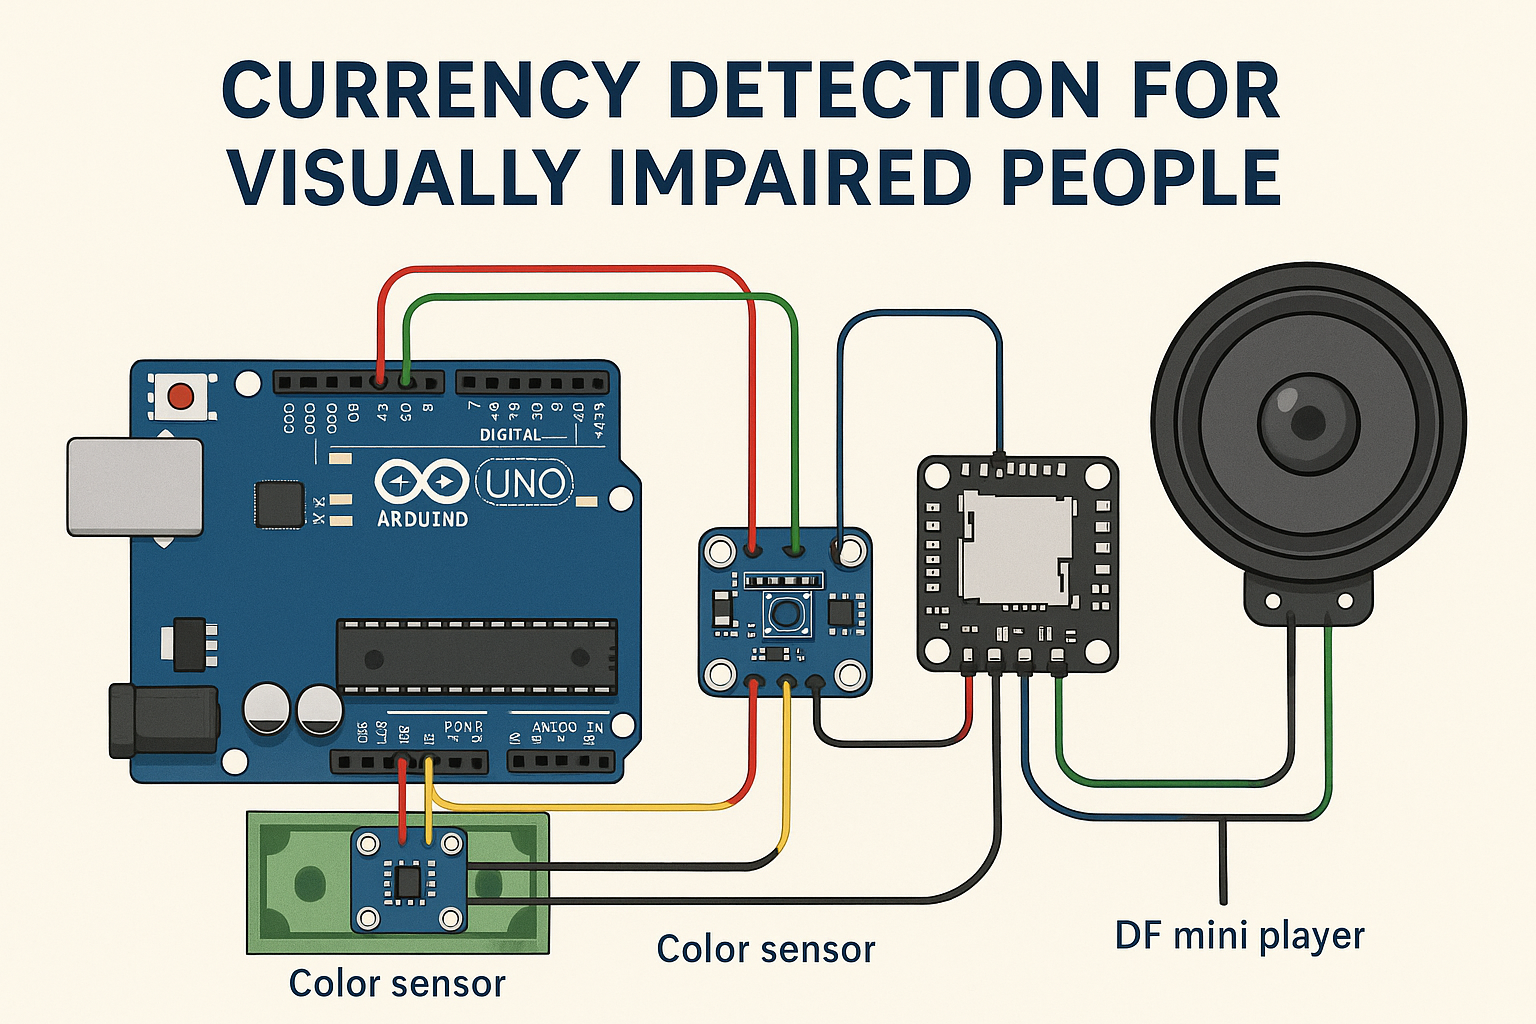 CURRENCY DETECTION FOR
VISUALLY IMPAIRED PEOPLE
7
DIGITAL
UNO
ARDUIND
PONR
ANIOO IN
Color sensor
Color sensor
DF mini player